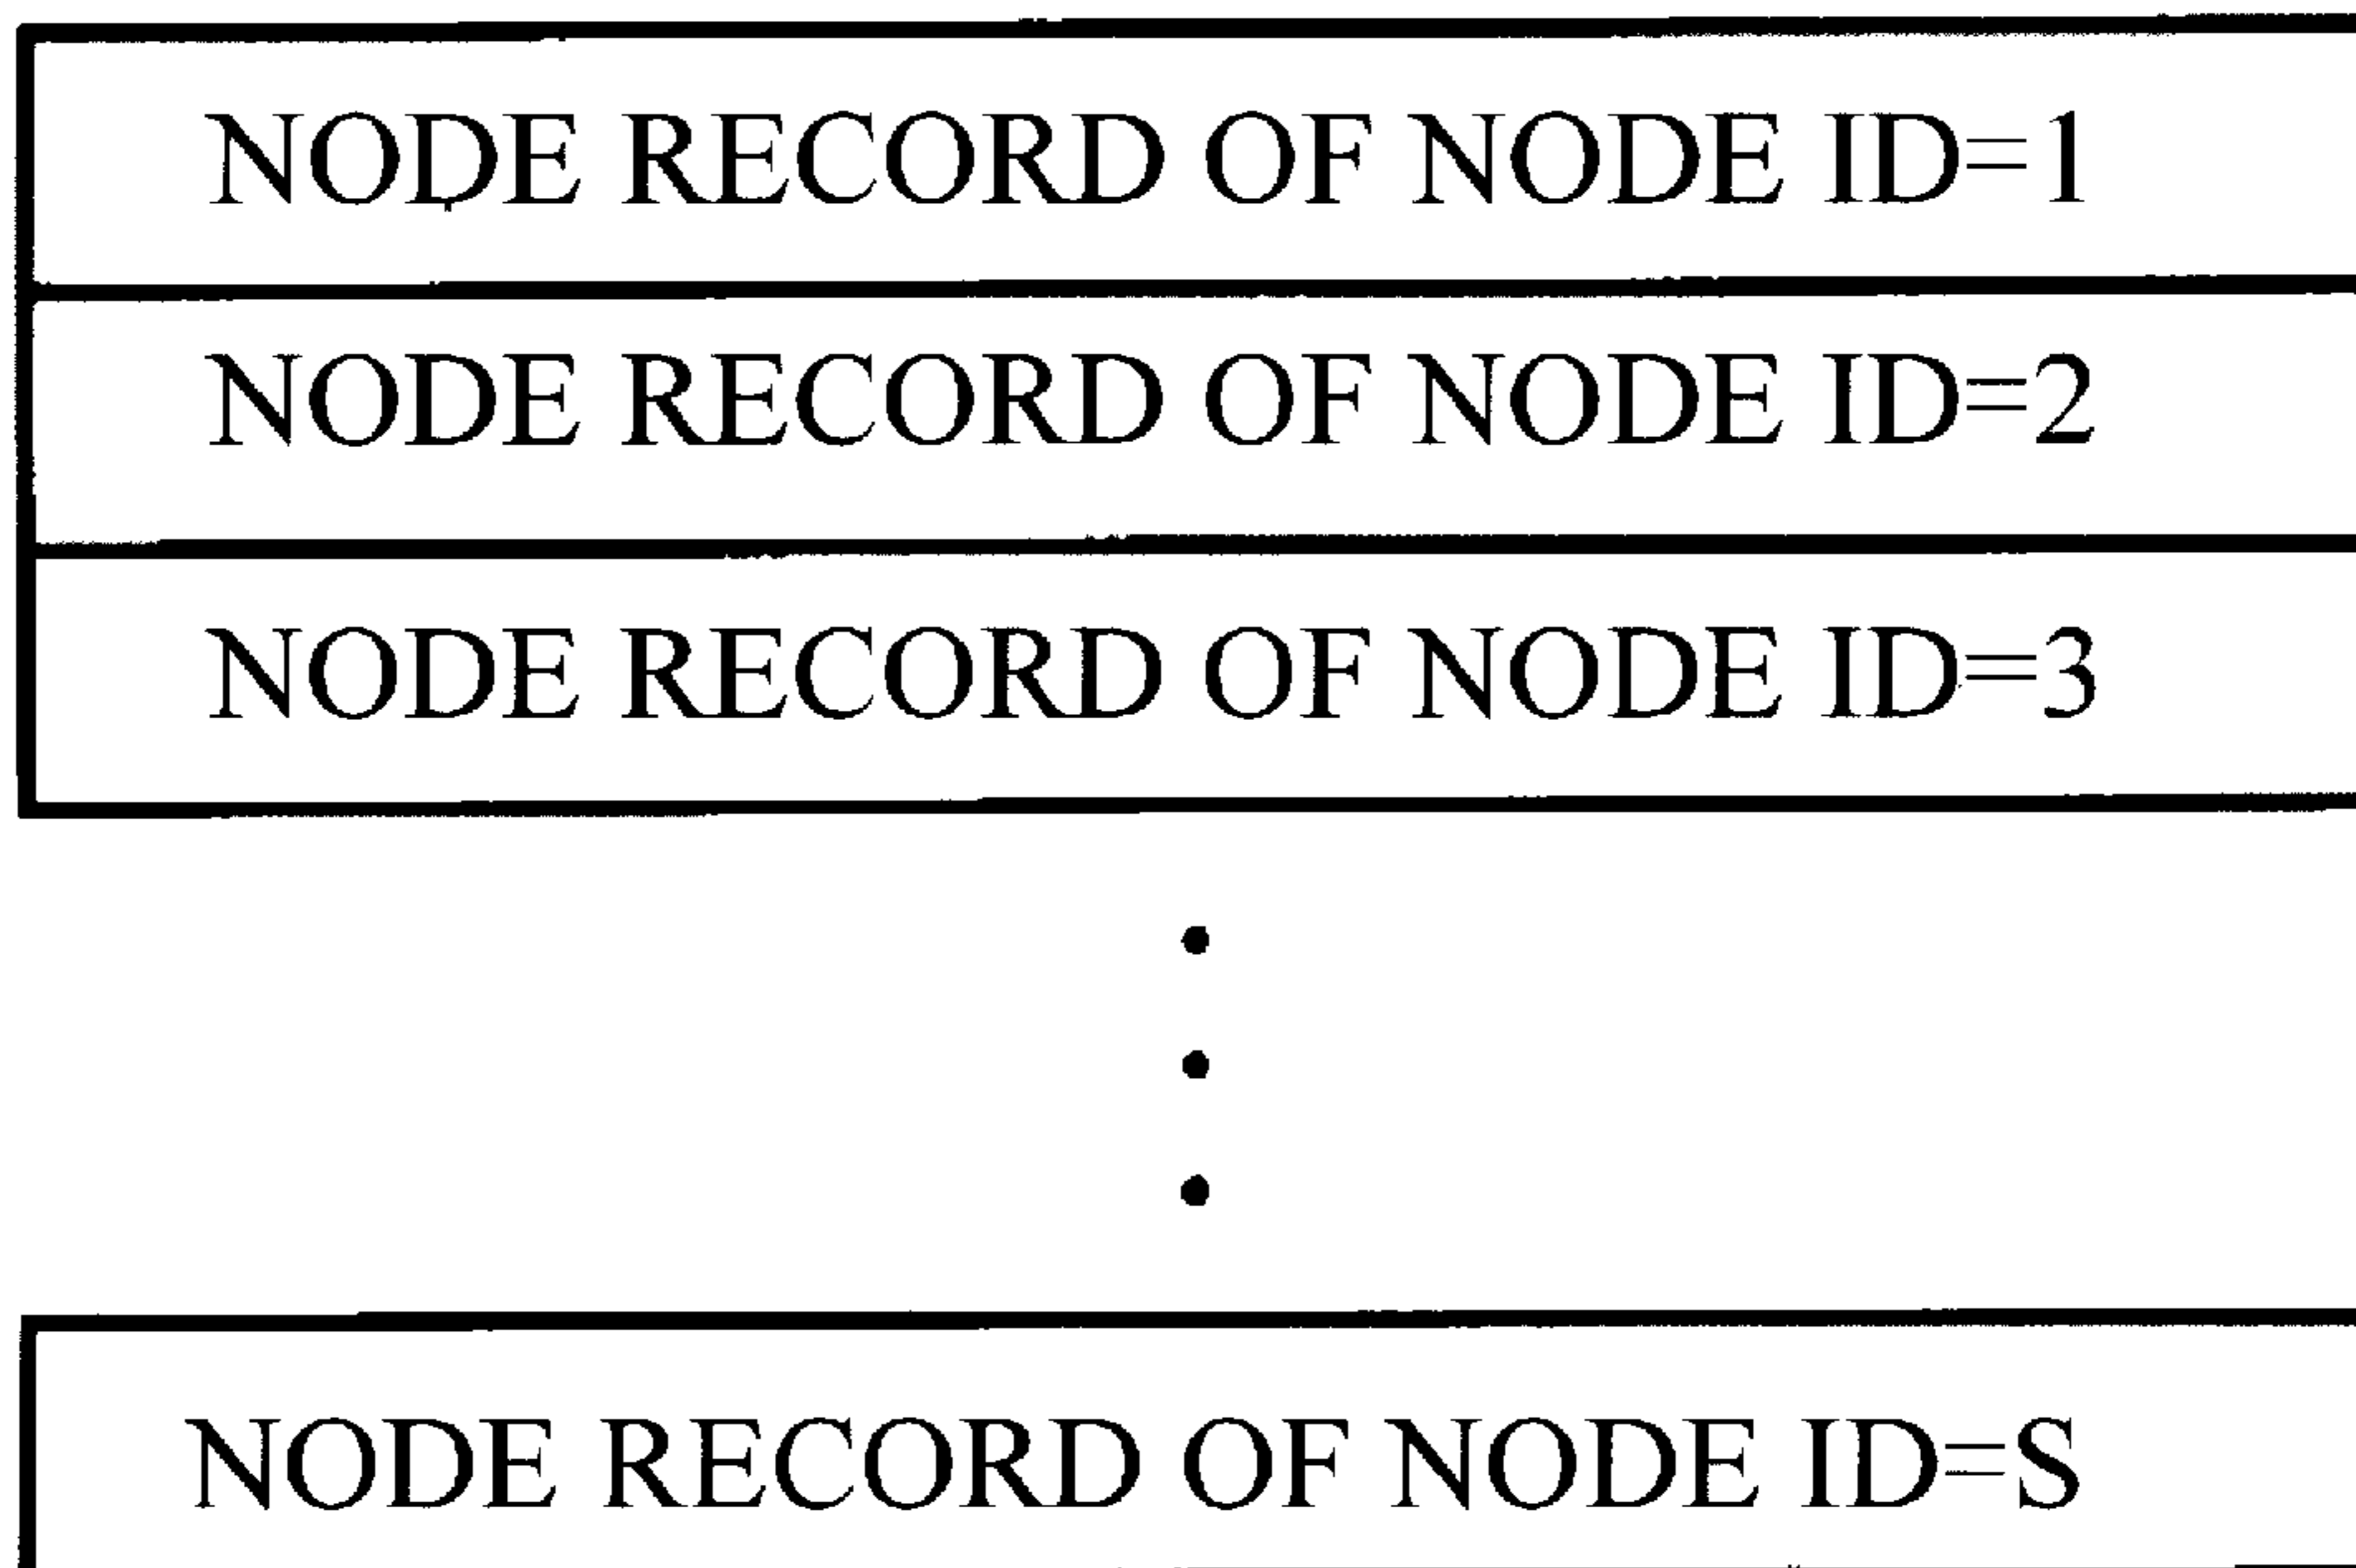 NODE RECORD OF NODE ID=1
NODE RECORD OF NODE ID=2
NODE RECORD OF NODE ID=3
NODE RECORD OF NODE ID=S